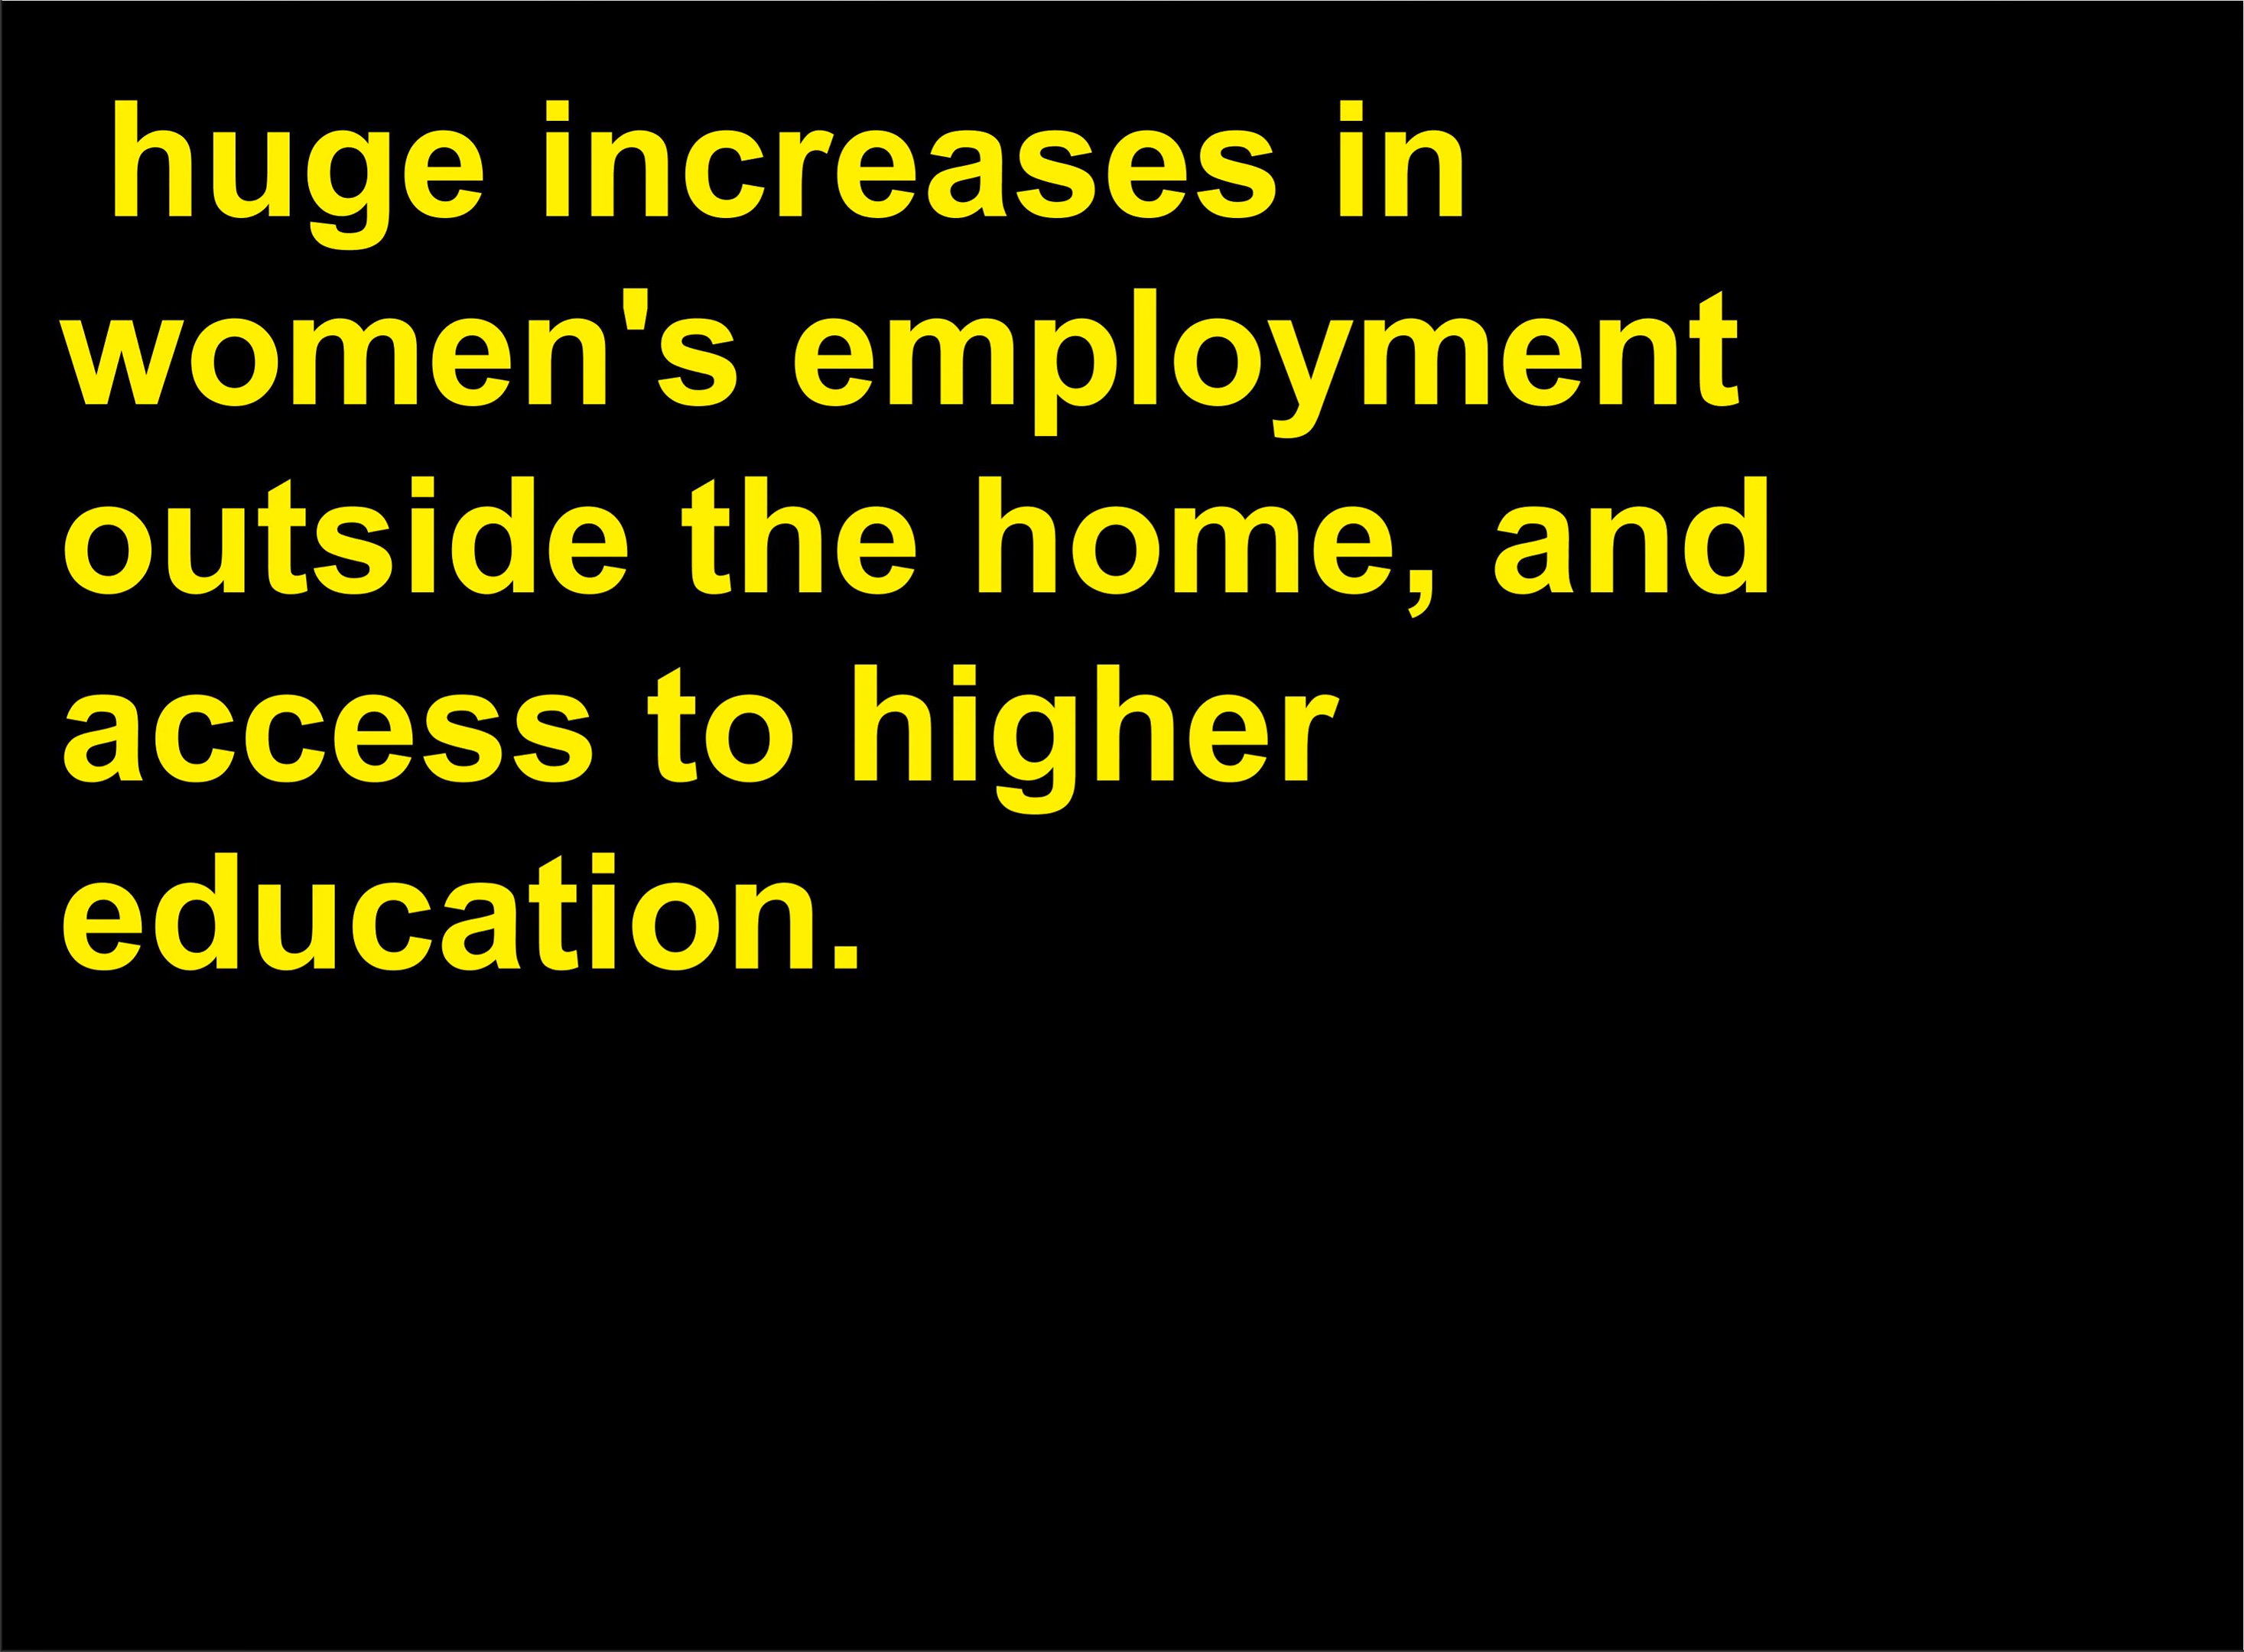 huge increases in
women's employment
outside the home, and
access to higher
education.